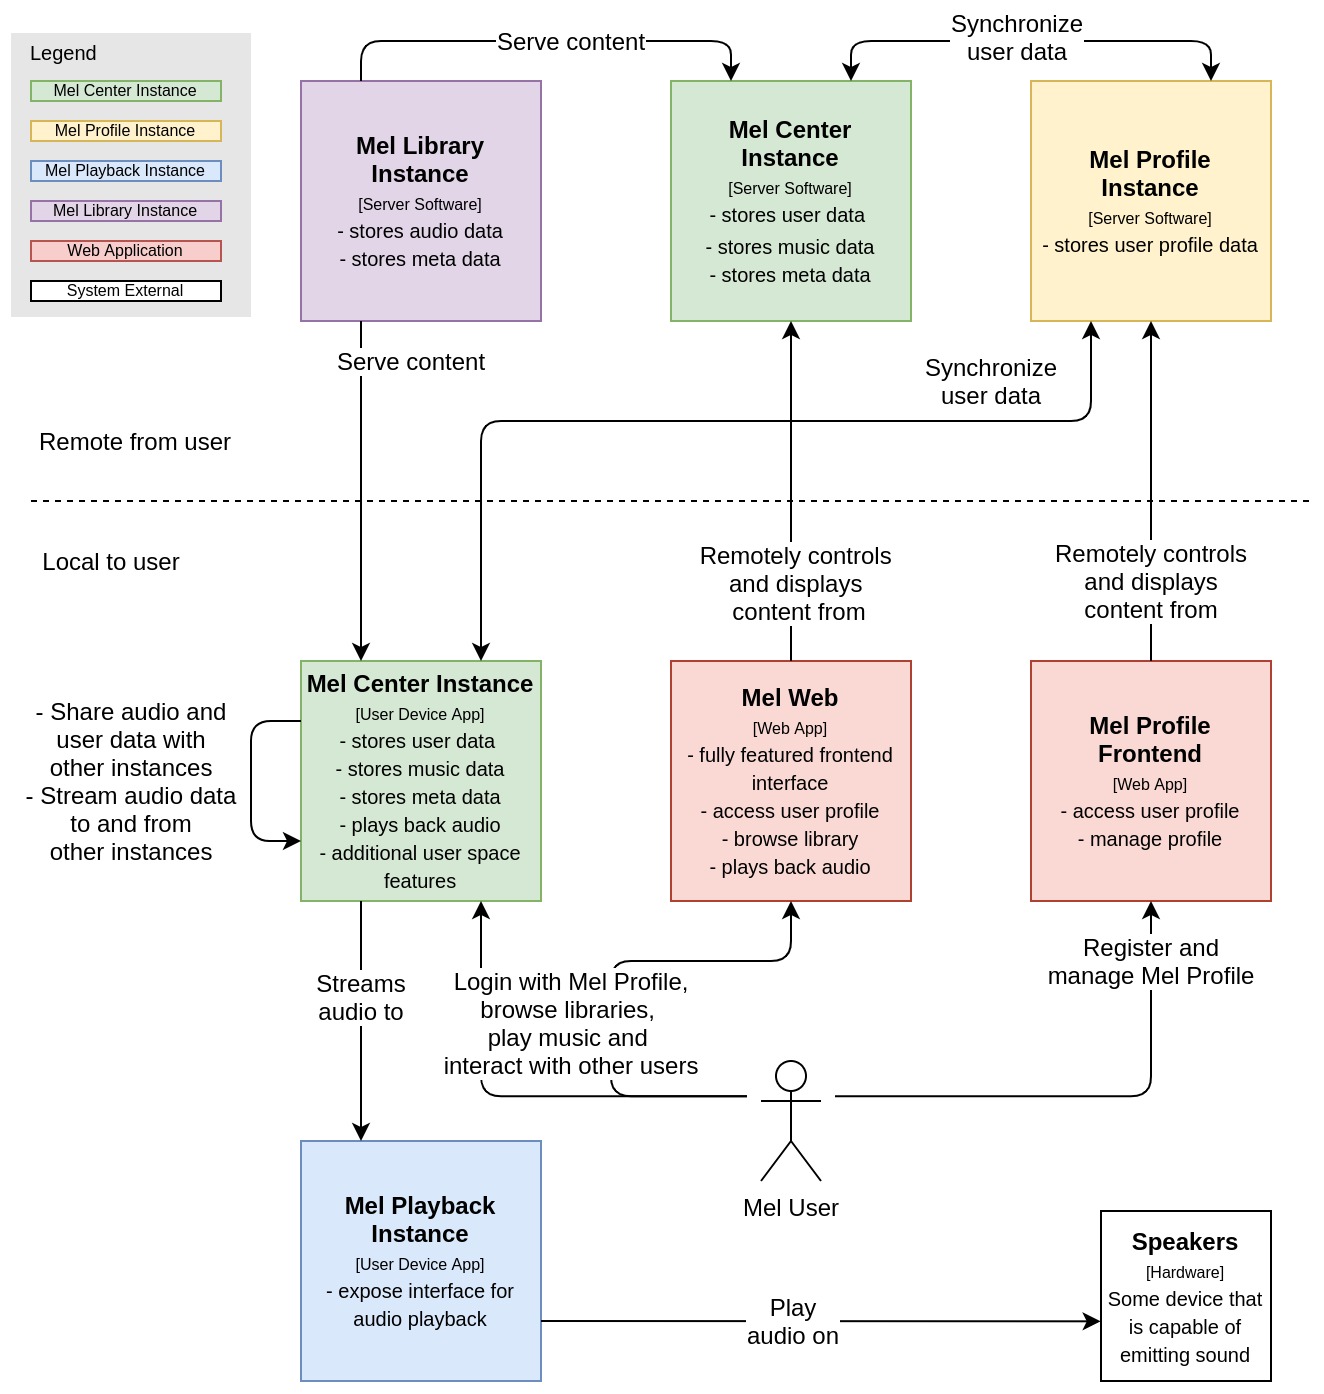 Legend
Mel Center Instance
Mel Profile Instance
Mel Playback Instance
Mel Library Instance
Web Application
System External
Serve content
Synchronize
user data
Mel Library
Instance
[Server Software]
- stores audio data
- stores meta data
Mel Center
Instance
[Server Software]
- stores user data
- stores music data
- stores meta data
Mel Profile
Instance
[Server Software]
- stores user profile data
Serve content
Synchronize
user data
Remote from user
Local to user
Remotely controls
and displays
content from
Remotely controls
and displays
content from
- Share audio and
user data with
other instances
- Stream audio data
to and from
other instances
Mel Center Instance
[User Device App]
- stores user data
- stores music data
- stores meta data
- plays back audio
- additional user space
features
Mel Web
[Web App]
- fully featured frontend
interface
- access user profile
- browse library
- plays back audio
Mel Profile
Frontend
[Web App]
- access user profile
- manage profile
Streams
audio to
Login with Mel Profile,
browse libraries,
play music and
interact with other users
Register and
manage Mel Profile
Mel User
Mel Playback
Instance
[User Device App]
- expose interface for
audio playback
Play
audio on
Speakers
[Hardware]
Some device that
is capable of
emitting sound